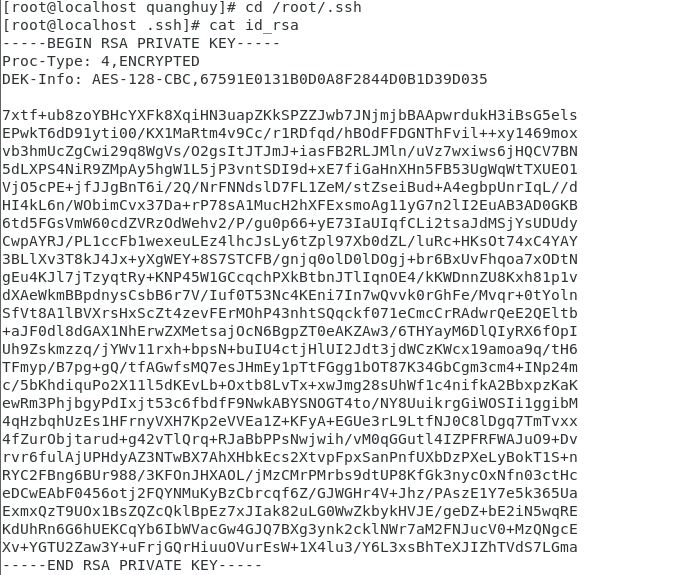 [root@localhost quanghuy]# cd /root/.ssh
[root@localhost .ssh]# cat id_rsa
-----BEGIN RSA PRIVATE KEY-----
Proc-Type: 4,ENCRYPTED
DEK-Info: AES-128-CBC,67591E0131B0D0A8F2844D0B1D39D035
7xtf+ub8zoYBHcYXFk8XqiHN3uapZKkSPZZJwb7JNjmjbBAApwrdukH3iBsG5els
EPwkT6dD91yti00/KX1MaRtm4v9Cc/r1RDfqd/hBOdFFDGNThFvil++xy1469mox
vb3hmUcZgCwi29q8WgVs/O2gsItJTJmJ+iasFB2RLJMln/uVz7wxiws6jHQCV7BN
5dLXPS4NiR9ZMpAy5hgW1L5jP3vntSDI9d+xE7fiGaHnXHn5FB53UgWqWtTXUEO1
VjO5cPE+jfJJgBnT6i/2Q/NrFNNdslD7FL1ZeM/stZseiBud+A4egbpUnrIqL//d
HI4kL6n/WObimCvx37Da+rP78sA1MucH2hXFExsmoAg11yG7n2lI2EuAB3AD0GKB
6td5FGsVmW60cdZVRzOdWehv2/P/gu0p66+yE73IaUIqfCLi2tsaJdMSjYsUDUdy
CwpAYRJ/PL1ccFb1wexeuLEz4lhcJsLy6tZpl97Xb0dZL/luRc+HKsOt74xC4YAY
3BLlXv3T8kJ4Jx+yXgWEY+8S7STCFB/gnjq0olD0lDOgj+br6BxUvFhqoa7xODtN
gEu4KJl7jTzyqtRy+KNP45W1GCcqchPXkBtbnJTlIqnOE4/kKWDnnZU8Kxh81p1v
dXAeWkmBBpdnysCsbB6r7V/Iuf0T53Nc4KEni7In7wQvvk0rGhFe/Mvqr+0tYoln
SfVt8A1lBVXrsHxScZt4zevFErMOhP43nhtSQqckf071eCmcCrRAdwrQeE2QEltb
+aJF0dl8dGAX1NhErwZXMetsajOcN6BgpZT0eAKZAw3/6THYayM6DlQIyRX6fOpI
Uh9Zskmzzq/jYWv11rxh+bpsN+buIU4ctjHlUI2Jdt3jdWCzKWcx19amoa9q/tH6
TFmyp/B7pg+gQ/tfAGwfsMQ7esJHmEy1pTtFGgg1bOT87K34GbCgm3cm4+INp24m
c/5bKhdiquPo2X11l5dKEvLb+Oxtb8LvTx+xwJmg28sUhWf1c4nifkA2BbxpzKaK
ewRm3PhjbgyPdIxjt53c6fbdfF9NwkABYSNOGT4to/NY8UuikrgGiWOSIi1ggibM
4qHzbqhUzEs1HFrnyVXH7Kp2eVVEa1Z+KFyA+EGUe3rL9LtfNJ0C8lDgq7TmTvxx
4fZurObjtarud+g42vTlQrq+RJaBbPPsNwjwih/vM0qGGutl4IZPFRFWAJuO9+Dv
rvr6fulAjUPHdyAZ3NTwBX7AhXHbkEcs2XtvpFpxSanPnfUXbDzPXeLyBokT1S+n
RYC2FBng6BUr988/3KFOnJHXAOL/jMzCMrPMrbs9dtUP8KfGk3nycOxNfn03ctHc
eDCwEAbF0456otj2FQYNMuKyBzCbrcqf6Z/GJWGHr4V+Jhz/PAszE1Y7e5k365Ua
ExmxQzT9UOx1BsZQZcQklBpEz7xJIak82uLG0WwZkbykHVJE/geDZ+bE2iN5wqRE
KdUhRn6G6hUEKCqYb6IbWVacGw4GJQ7BXg3ynk2cklNWr7aM2FNJucV0+MzQNgcE
Xv+YGTU2Zaw3Y+uFrjGQrHiuuOVurEsW+1X4lu3/Y6L3xsBhTeXJIZhTVdS7LGma
-----END RSA PRIVATE KEY-----